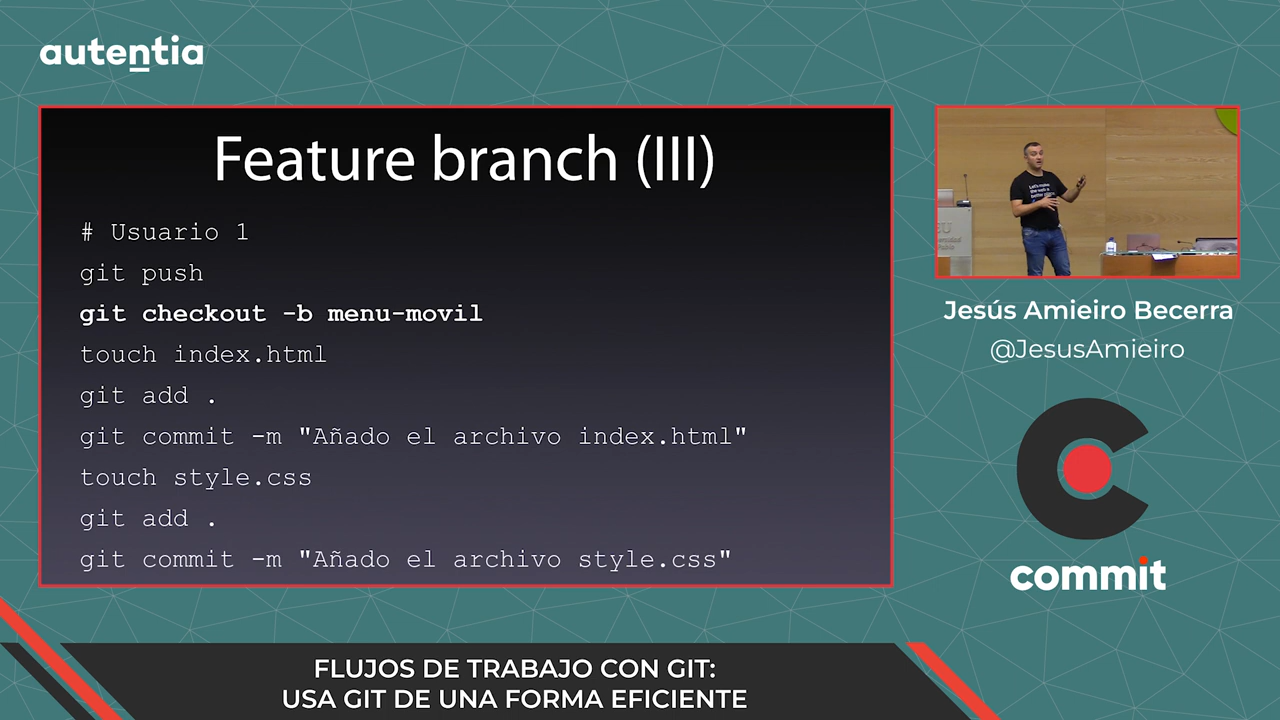 autentia
Feature branch (III)
# Usuario 1
git push
git checkout -b menu-movil
touch index.html
git add .
git commit -m "Añado el archivo index.html"
touch style.css
git add .
git commit -m "Añado el archivo style.css"
Jesús Amieiro Becerra
@JesusAmieiro
commit
FLUJOS DE TRABAJO CON GIT:
USA GIT DE UNA FORMA EFICIENTE